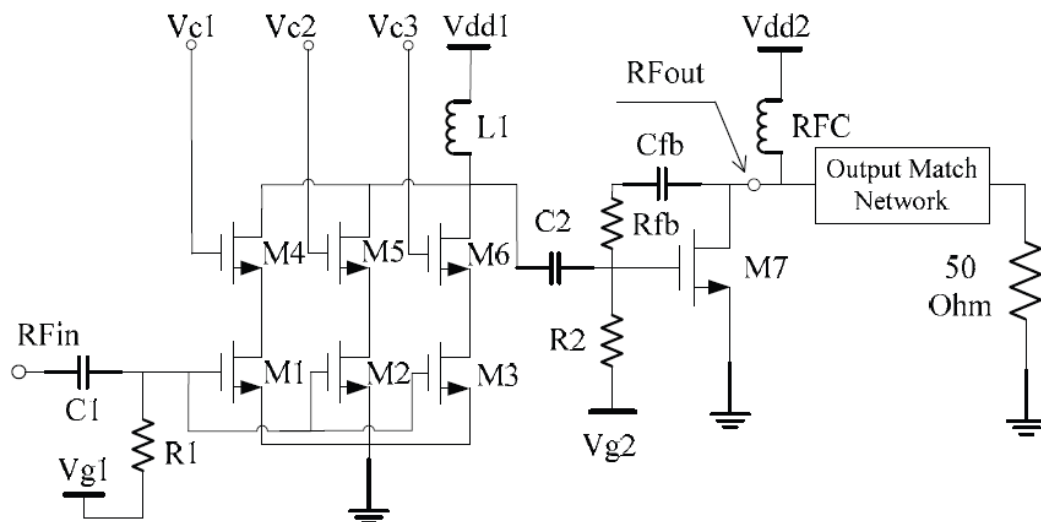 Vc1
Vc2
Vc3
Vdd1
Vdd2
RFout
L1
RFC
Cfb
Output Match
Network
C2
Rfb
M4
M5
M6
M7
50
Ohm
RFin
R2
M1
M2
M3
C1
R1
Vg1
Vg2